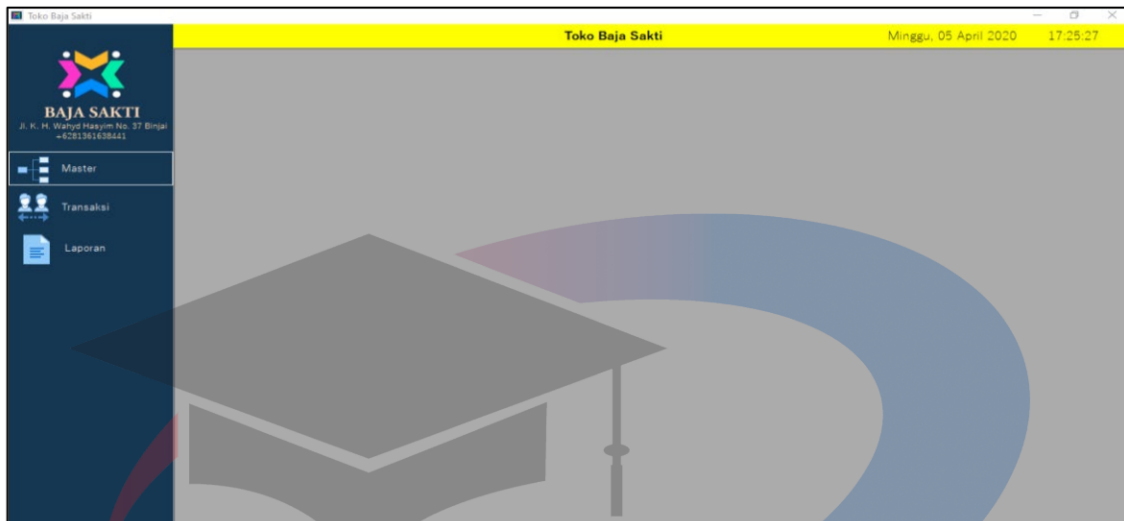 Toko Baja Sakti
Toko Baja Sakti Minggu, 05 April 2020 17:25:27
BAJA SAKTI
Jl. K. H. Wahyd Hasyim No. 37 Binjai
+6281361638441
Master
Transaksi
Laporan